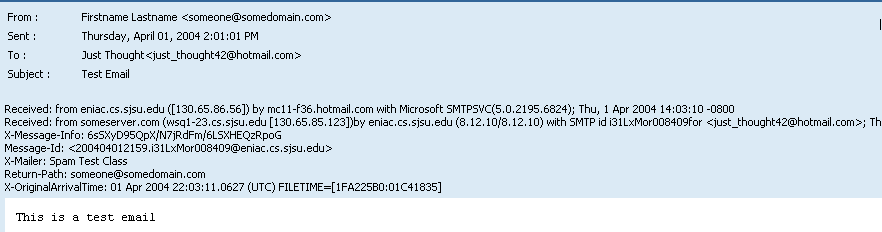 From : Firstname Lastname <someone@somedomain.com>
Sent : Thursday, April 01, 2004 2:01:01 PM
To : Just Thought<just_thought42@hotmail.com>
Subject : Test Email
Received: from eniac.cs.sjsu.edu ([130.65.86.56]) by mc11-f36.hotmail.com with Microsoft SMTPSVC(5.0.2195.6824); Thu, 1 Apr 2004 14:03:10 -0800
Received: from someserver.com (wsq1-23.cs.sjsu.edu [130.65.85.123])by eniac.cs.sjsu.edu (8.12.10/8.12.10) with SMTP id i31LxMor008409for <just_thought42@hotmail.com>; Th
X-Message-Info: 6sSXyD95QpX/N7jRdFm/6LSXHEQzRpoG
Message-Id: <200404012159.i31LxMor008409@eniac.cs.sjsu.edu>
X-Mailer: Spam Test Class
Return-Path: someone@somedomain.com
X-OriginalArrivalTime: 01 Apr 2004 22:03:11.0627 (UTC) FILETIME=[1FA225B0:01C41835]
This is a test email